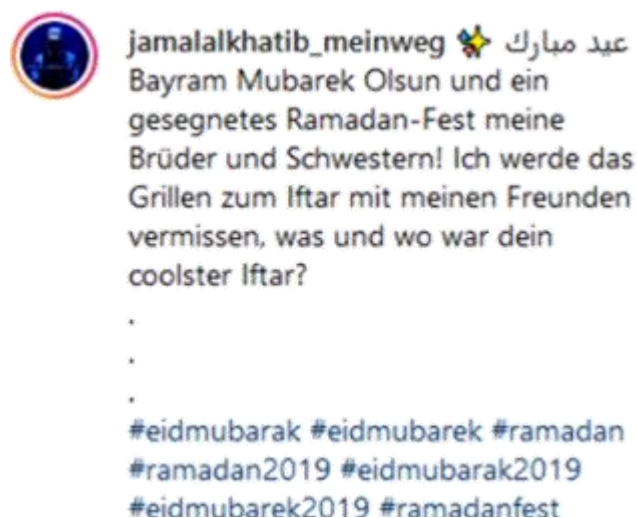 jamalalkhatib_meinweg ✨ عيد مبارك
Bayram Mubarek Olsun und ein
gesegnetes Ramadan-Fest meine
Brüder und Schwestern! Ich werde das
Grillen zum Iftar mit meinen Freunden
vermissen, was und wo war dein
coolster Iftar?
.
.
.
#eidmubarak #eidmubarek #ramadan
#ramadan2019 #eidmubarak2019
#eidmubarek2019 #ramadanfest